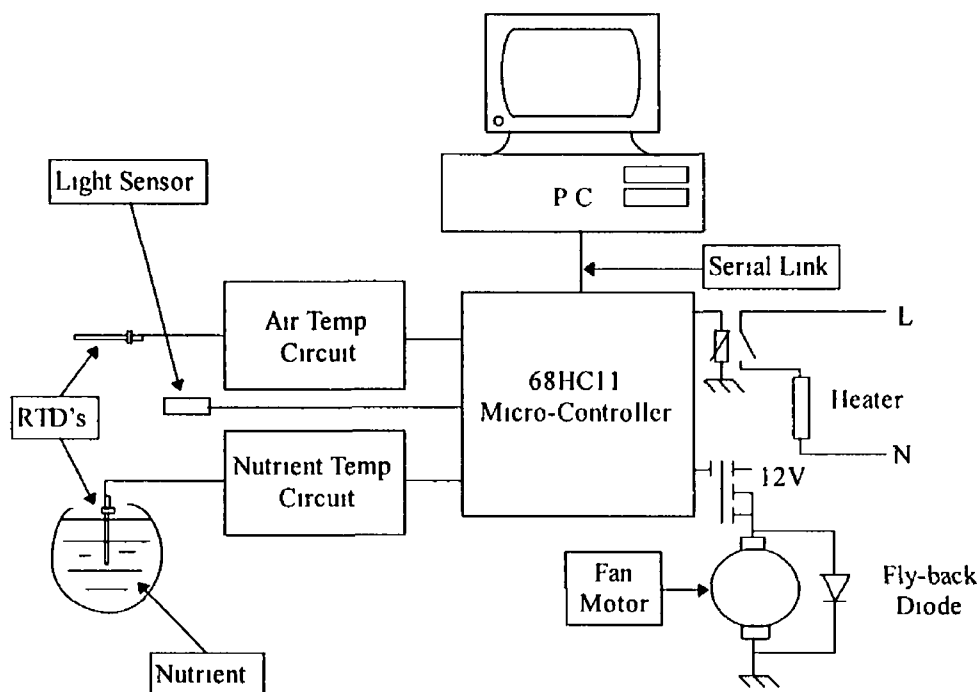 Light Sensor
P C
Serial Link
Air Temp
Circuit
68HC11
Micro-Controller
L
Heater
N
RTD's
Nutrient Temp
Circuit
12V
Fan
Motor
Fly-back
Diode
Nutrient